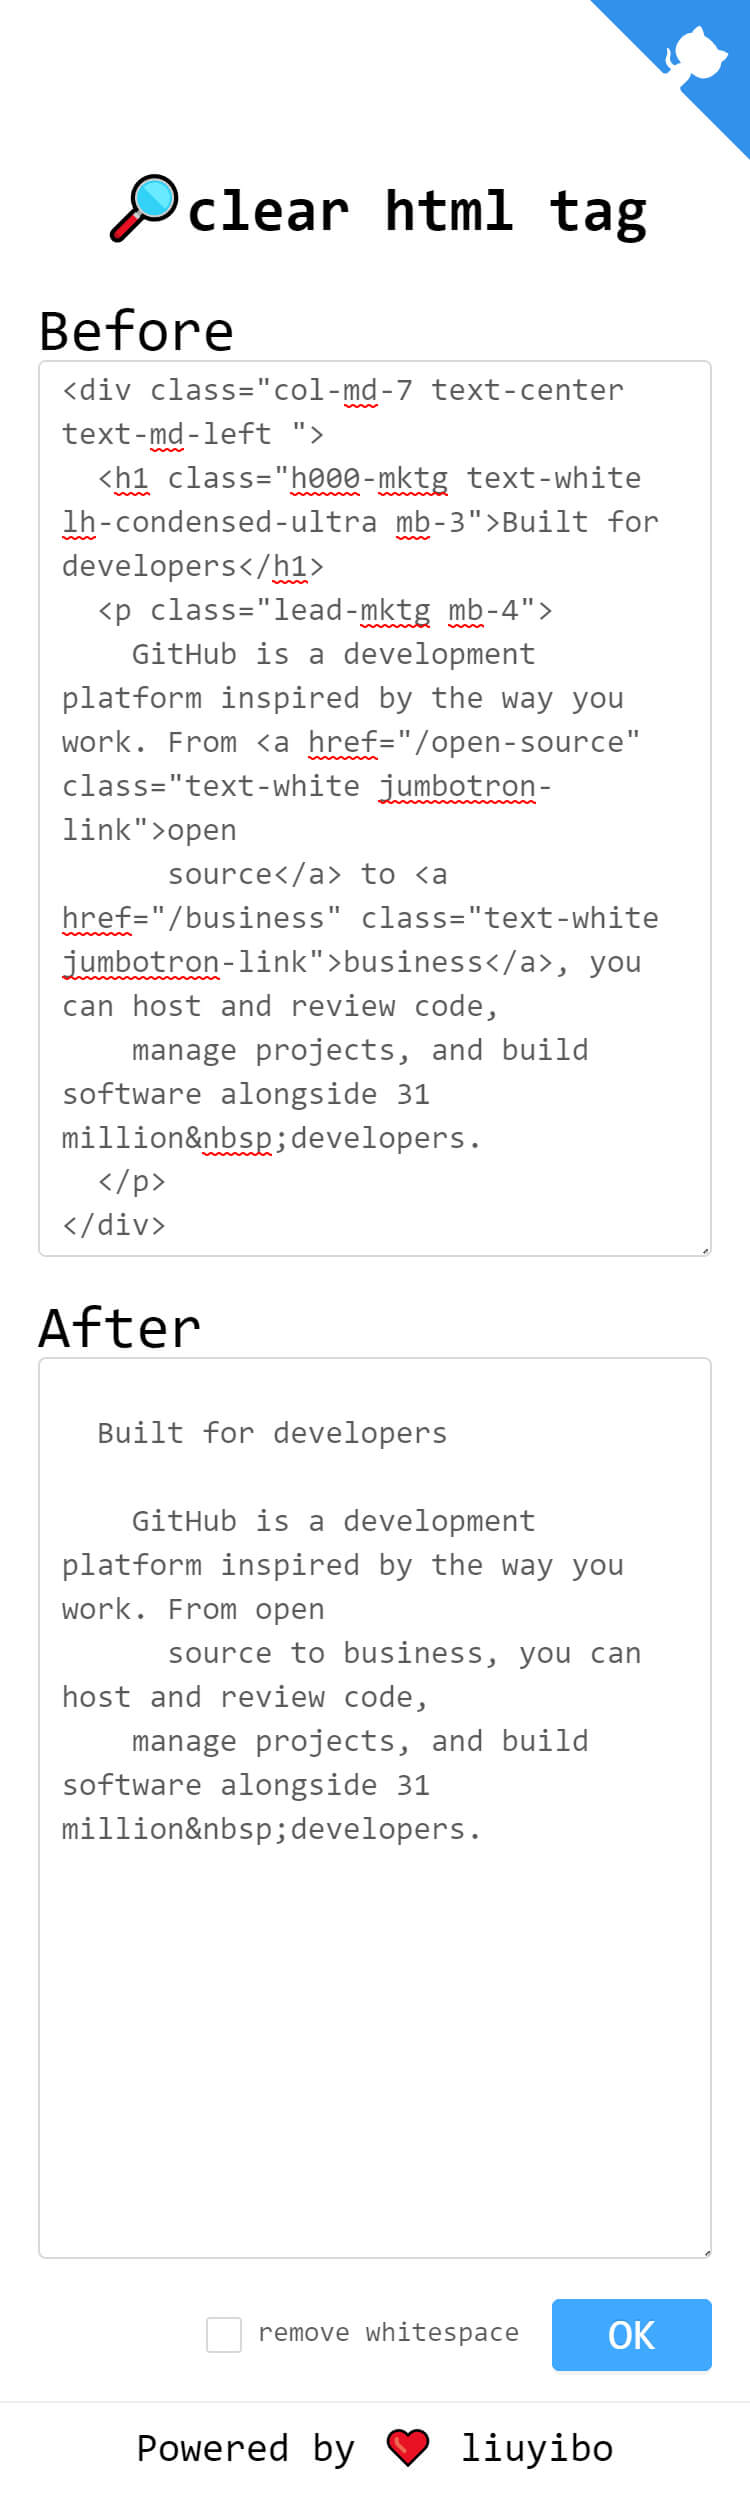 clear html tag
Before
<div class="col-md-7 text-center
text-md-left ">
  <h1 class="h000-mktg text-white
lh-condensed-ultra mb-3">Built for
developers</h1>
  <p class="lead-mktg mb-4">
    GitHub is a development
platform inspired by the way you
work. From <a href="/open-source"
class="text-white jumbotron-
link">open
      source</a> to <a
href="/business" class="text-white
jumbotron-link">business</a>, you
can host and review code,
    manage projects, and build
software alongside 31
million&nbsp;developers.
  </p>
</div>
After
  Built for developers
    GitHub is a development
platform inspired by the way you
work. From open
      source to business, you can
host and review code,
    manage projects, and build
software alongside 31
million&nbsp;developers.
remove whitespace OK
Powered by ❤ liuyibo